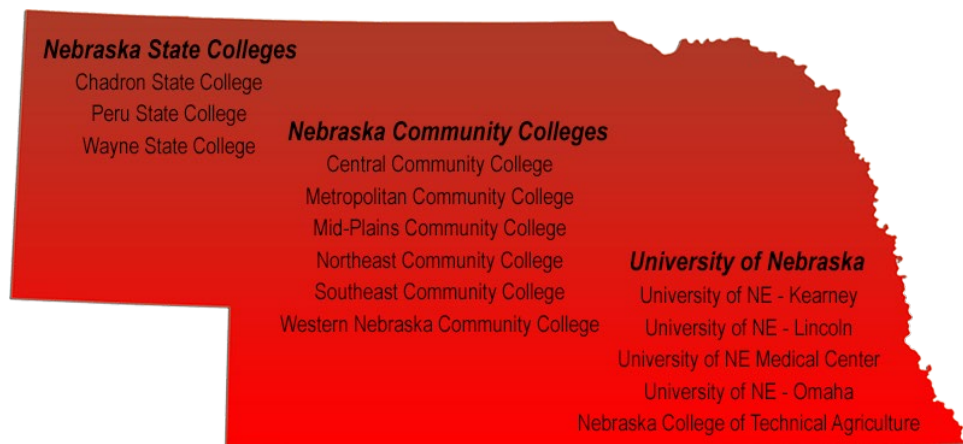 Nebraska State Colleges
Chadron State College
Peru State College
Wayne State College
Nebraska Community Colleges
Central Community College
Metropolitan Community College
Mid-Plains Community College
Northeast Community College
Southeast Community College
Western Nebraska Community College
University of Nebraska
University of NE - Kearney
University of NE - Lincoln
University of NE Medical Center
University of NE - Omaha
Nebraska College of Technical Agriculture